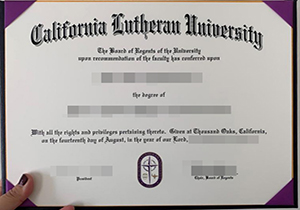 California Lutheran University
The Board of Regents of the University
upon recommendation of the faculty has conferred upon
the degree of
With all the rights and privileges pertaining thereto. Given at Thousand Oaks, California,
on the fourteenth day of August, in the year of our Lord,
President
Chair, Board of Regents